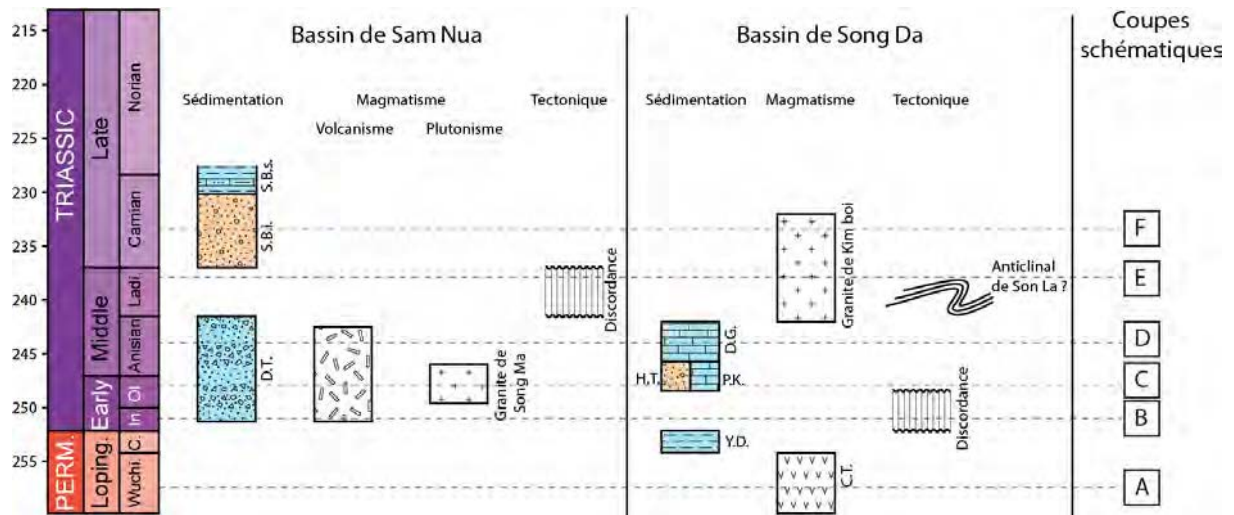 Bassin de Sam Nua
Bassin de Song Da
Coupes
schématiques
Sédimentation
Magmatisme
Tectonique
Volcanisme
Plutonisme
Sédimentation
Magmatisme
Tectonique
215
220
225
230
235
240
245
250
255
TRIASSIC
PERM.
Late
Middle
Early
Loping.
Norian
Carnian
Ladi
Anisian
Ol
In
C.
Wuchi.
S.B.s.
S.B.i.
D.T.
Granite de
Song Ma
Discordance
D.G.
H.T.
P.K.
Y.D.
C.T.
Granite de Kim boi
Anticlinal
de Son La ?
Discordance
F
E
D
C
B
A